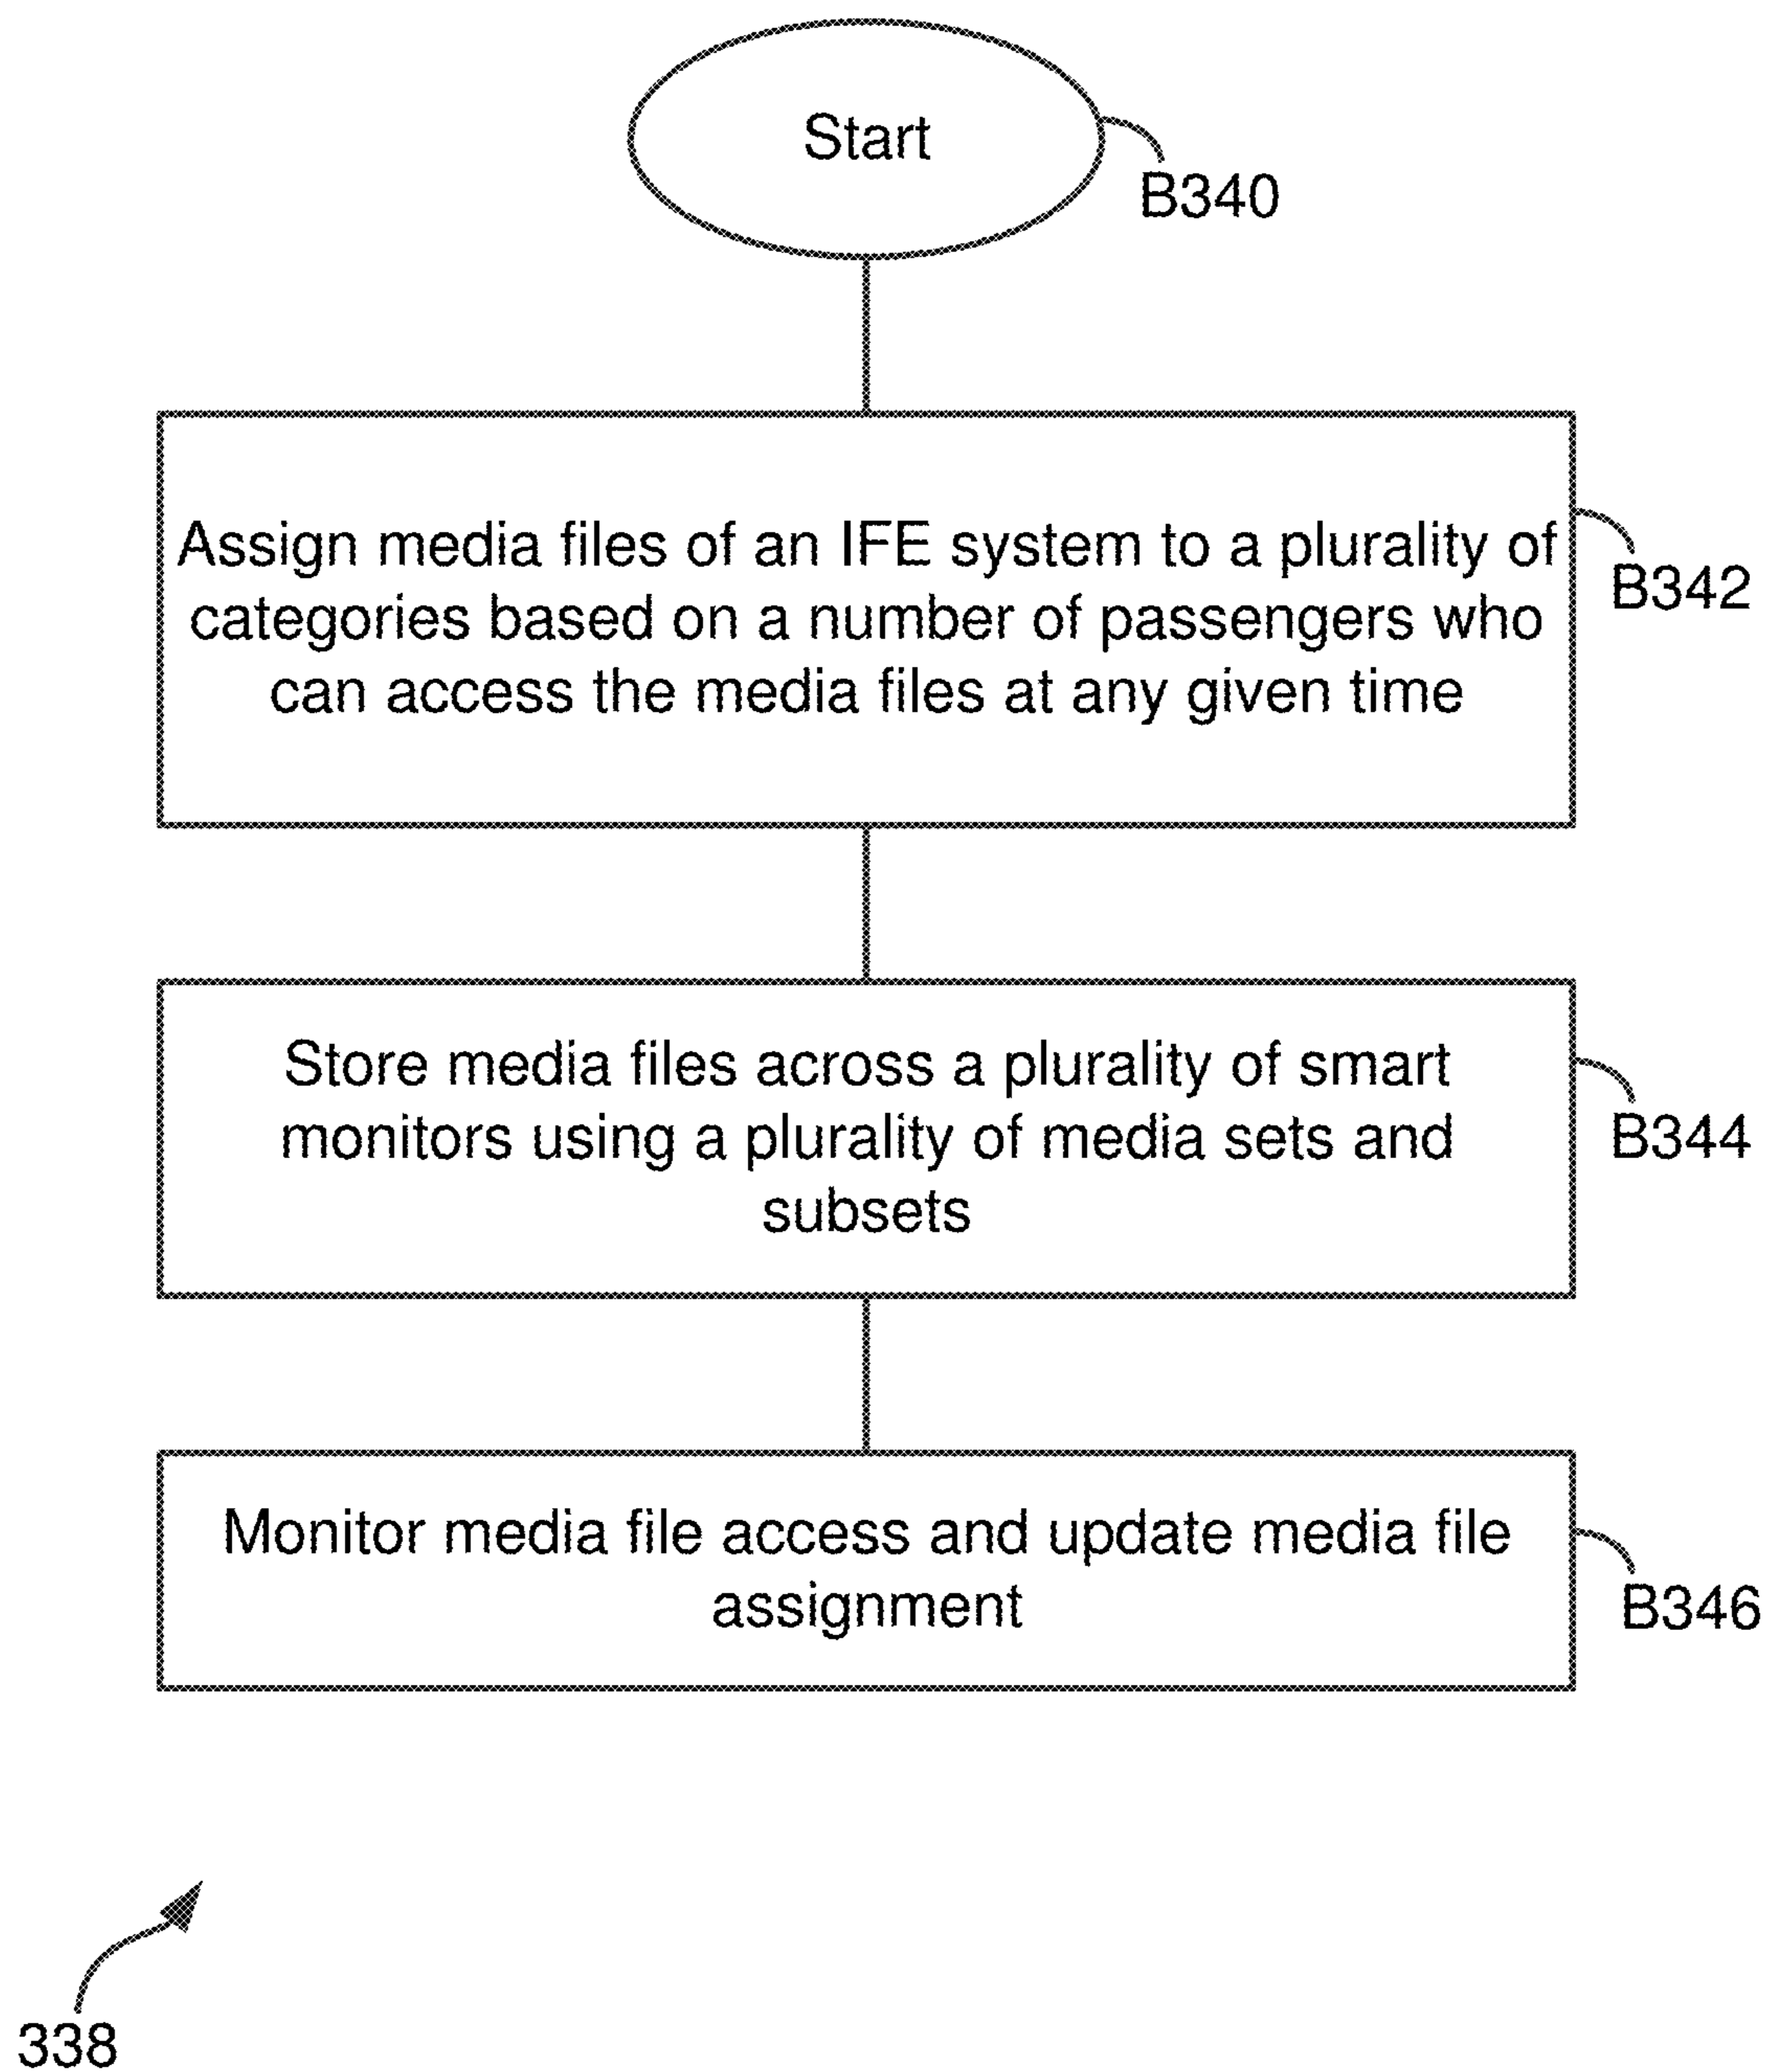 Start
B340
Assign media files of an IFE system to a plurality of
categories based on a number of passengers who
can access the media files at any given time
B342
Store media files across a plurality of smart
monitors using a plurality of media sets and
subsets
B344
Monitor media file access and update media file
assignment
B346
338